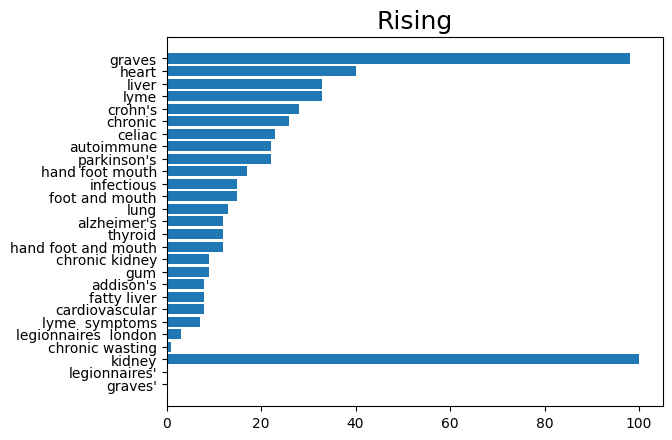 Rising
graves
heart
liver
lyme
crohn's
chronic
celiac
autoimmune
parkinson's
hand foot mouth
infectious
foot and mouth
lung
alzheimer's
thyroid
hand foot and mouth
chronic kidney
gum
addison's
fatty liver
cardiovascular
lyme  symptoms
legionnaires  london
chronic wasting
kidney
legionnaires'
graves'
0 20 40 60 80 100